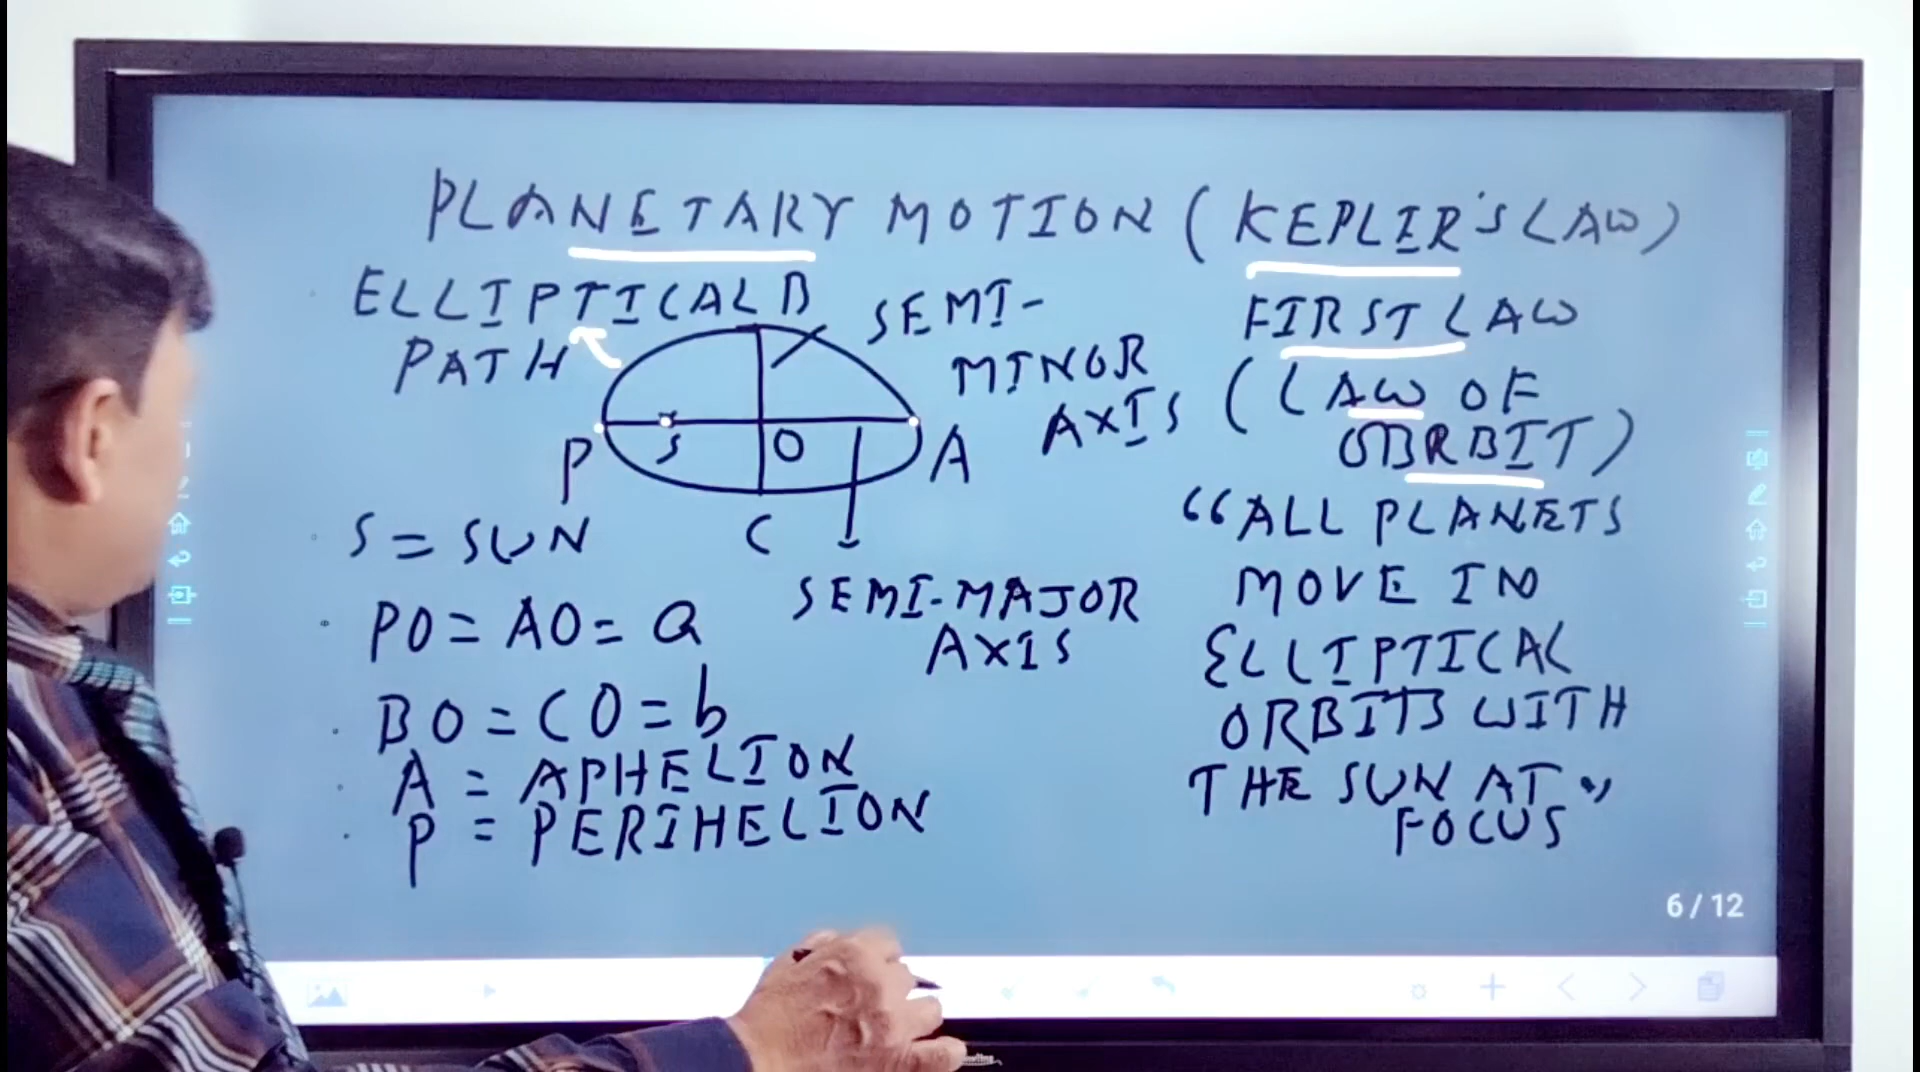 PLANETARY MOTION (KEPLER'S LAW)
ELLIPTICAL
PATH
B
SEMI-
MINOR
AXIS
P
S
O
A
C
SEMI-MAJOR
AXIS
S = SUN
PO = AO = a
BO = CO = b
A = APHELION
P = PERIHELION
FIRST LAW
(LAW OF
ORBIT)
“ALL PLANETS
MOVE IN
ELLIPTICAL
ORBITS WITH
THE SUN AT
FOCUS”
6/12